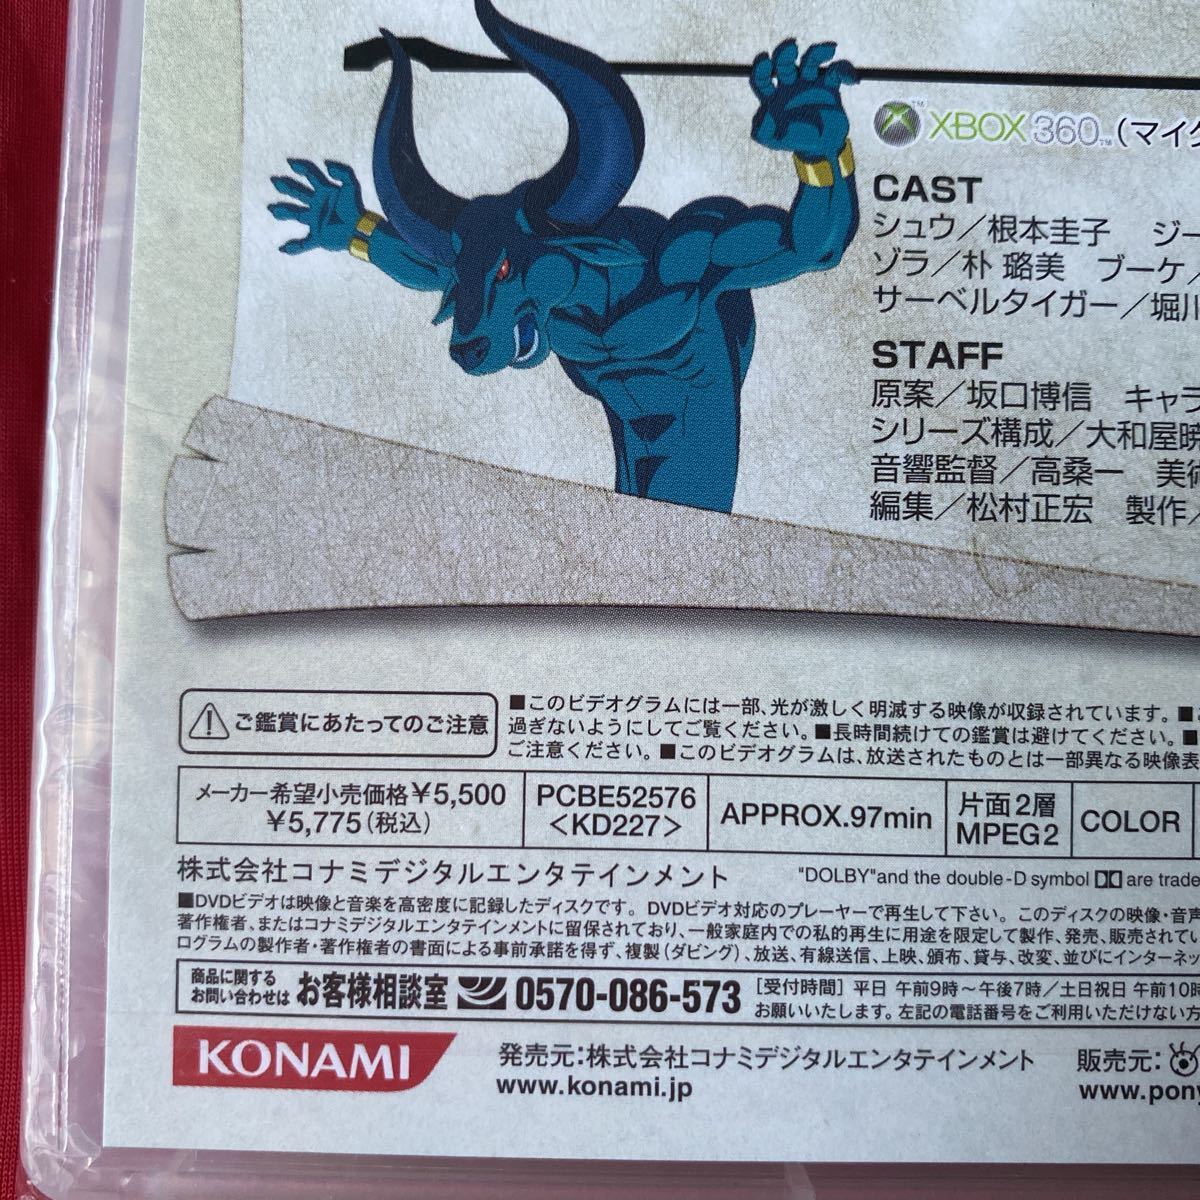 XBOX 360™(マイク
CAST
シュウ／根本圭子 ジー
ゾラ／朴 璐美 ブーケ／
サーベルタイガー／堀川
STAFF
原案／坂口博信 キャラ
シリーズ構成／大和屋暁
音響監督／高桑一 美術
編集／松村正宏 製作／
ご鑑賞にあたってのご注意
■このビデオグラムには一部、光が激しく明滅する映像が収録されています。■
過ぎないようにしてご覧ください。■長時間続けての鑑賞は避けてください。■
ご注意ください。■このビデオグラムは、放送されたものとは一部異なる映像表
メーカー希望小売価格¥5,500
¥5,775(税込)
PCBE52576
<KD227>
APPROX.97min
片面2層
MPEG2
COLOR
株式会社コナミデジタルエンタテインメント
"DOLBY"and the double-D symbol are trade
■DVDビデオは映像と音楽を高密度に記録したディスクです。DVDビデオ対応のプレーヤーで再生して下さい。このディスクの映像・音声
著作権者、またはコナミデジタルエンタテインメントに留保されており、一般家庭内での私的再生に用途を限定して製作、発売、販売されてい
ログラムの製作者・著作権者の書面による事前承諾を得ず、複製(ダビング)、放送、有線送信、上映、頒布、貸与、改変、並びにインターネッ
商品に関する
お問い合わせは
お客様相談室
0570-086-573
[受付時間] 平日 午前9時～午後7時／土日祝日 午前10時
お願いいたします。左記の電話番号をご利用いただけない方
KONAMI
発売元：株式会社コナミデジタルエンタテインメント
www.konami.jp
販売元：
www.pony